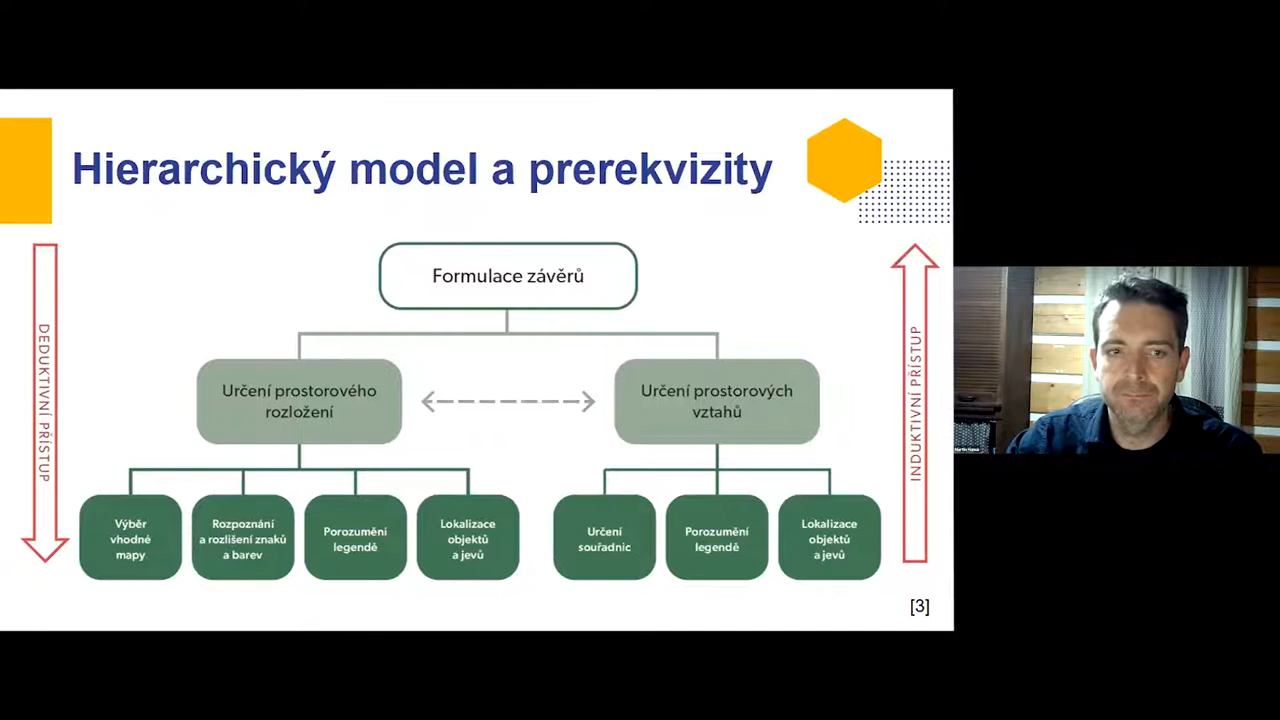 Hierarchický model a prerekvizity
Formulace závěrů
DEDUKTIVNÍ PŘÍSTUP
Určení prostorového
rozložení
Určení prostorových
vztahů
INDUKTIVNÍ PŘÍSTUP
Výběr
vhodné
mapy
Rozpoznání
a rozlišení znaků
a barev
Porozumění
legendě
Lokalizace
objektů
a jevů
Určení
souřadnic
Porozumění
legendě
Lokalizace
objektů
a jevů
[3]